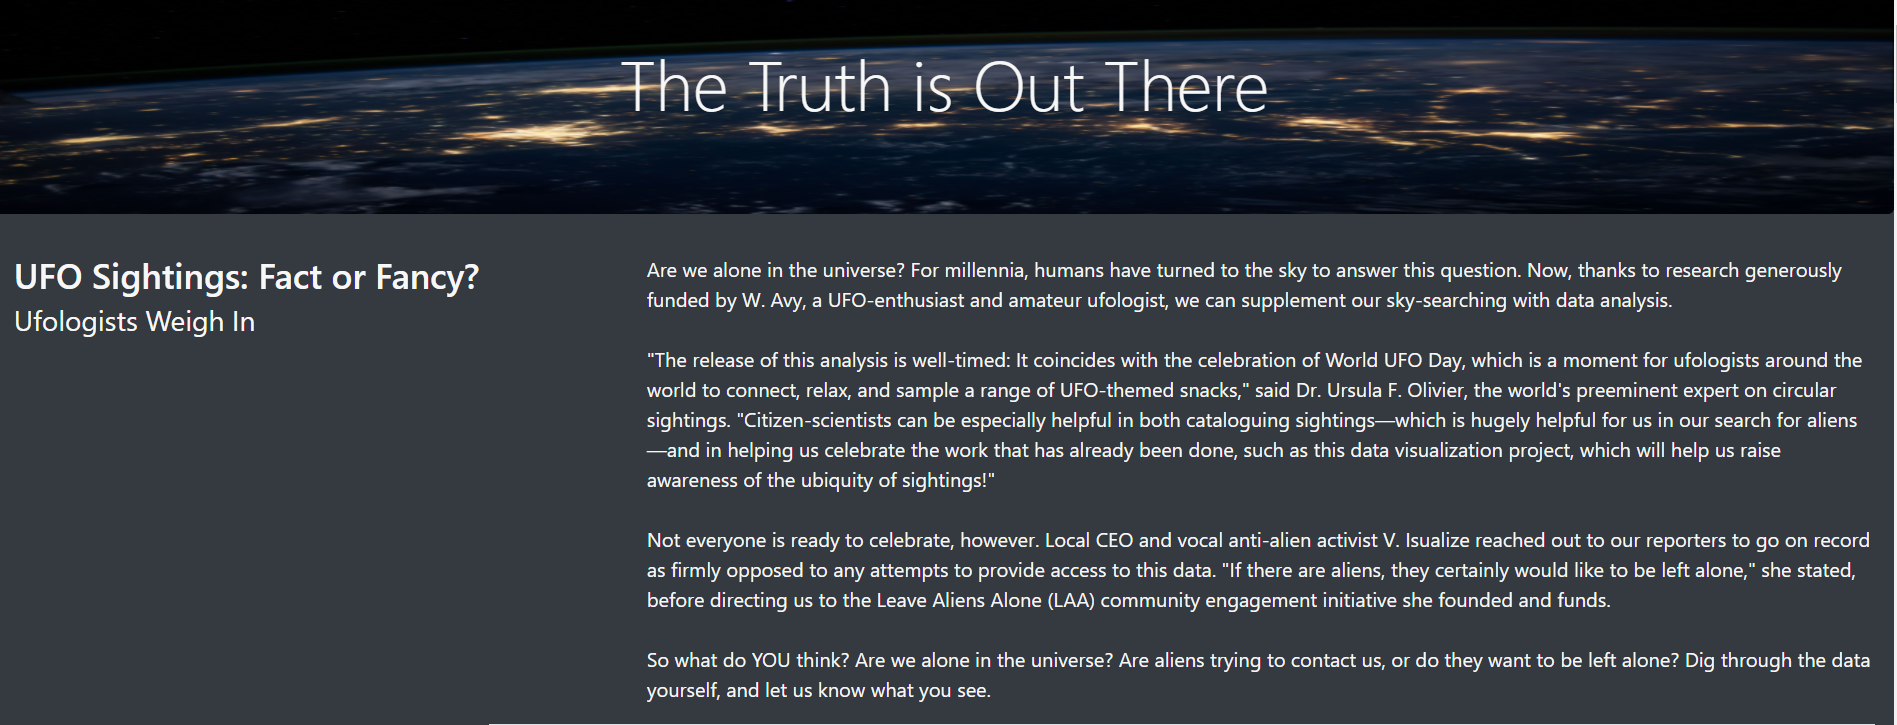 The Truth is Out There
UFO Sightings: Fact or Fancy?
Ufologists Weigh In
Are we alone in the universe? For millennia, humans have turned to the sky to answer this question. Now, thanks to research generously
funded by W. Avy, a UFO-enthusiast and amateur ufologist, we can supplement our sky-searching with data analysis.
"The release of this analysis is well-timed: It coincides with the celebration of World UFO Day, which is a moment for ufologists around the
world to connect, relax, and sample a range of UFO-themed snacks," said Dr. Ursula F. Olivier, the world's preeminent expert on circular
sightings. "Citizen-scientists can be especially helpful in both cataloguing sightings—which is hugely helpful for us in our search for aliens
—and in helping us celebrate the work that has already been done, such as this data visualization project, which will help us raise
awareness of the ubiquity of sightings!"
Not everyone is ready to celebrate, however. Local CEO and vocal anti-alien activist V. Isualize reached out to our reporters to go on record
as firmly opposed to any attempts to provide access to this data. "If there are aliens, they certainly would like to be left alone," she stated,
before directing us to the Leave Aliens Alone (LAA) community engagement initiative she founded and funds.
So what do YOU think? Are we alone in the universe? Are aliens trying to contact us, or do they want to be left alone? Dig through the data
yourself, and let us know what you see.